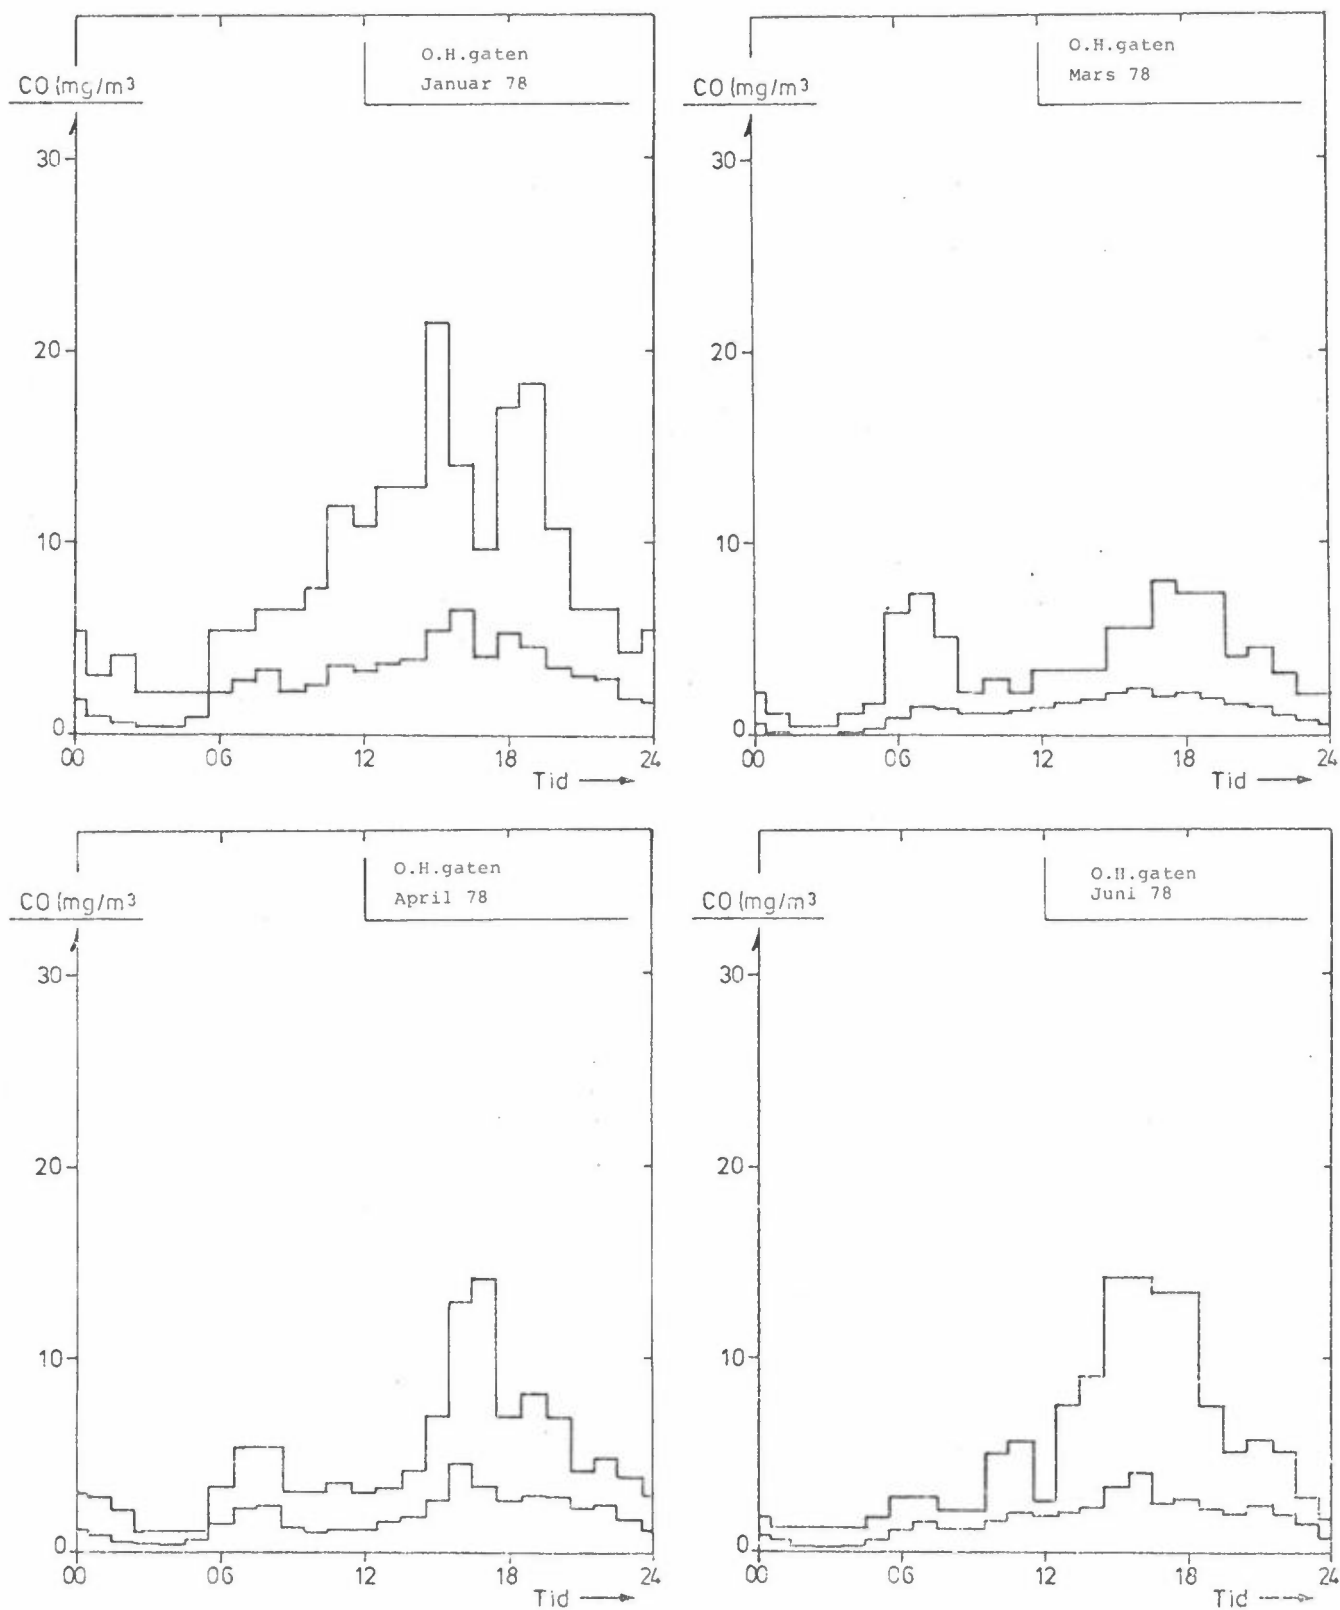 O.H.gaten
Januar 78
CO (mg/m3
30
20
10
0
00 06 12 18 24
Tid
O.H.gaten
Mars 78
CO (mg/m3
30
20
10
0
00 06 12 18 24
Tid
O.H.gaten
April 78
CO (mg/m3
30
20
10
0
00 06 12 18 24
Tid
O.H.gaten
Juni 78
CO (mg/m3
30
20
10
0
00 06 12 18 24
Tid